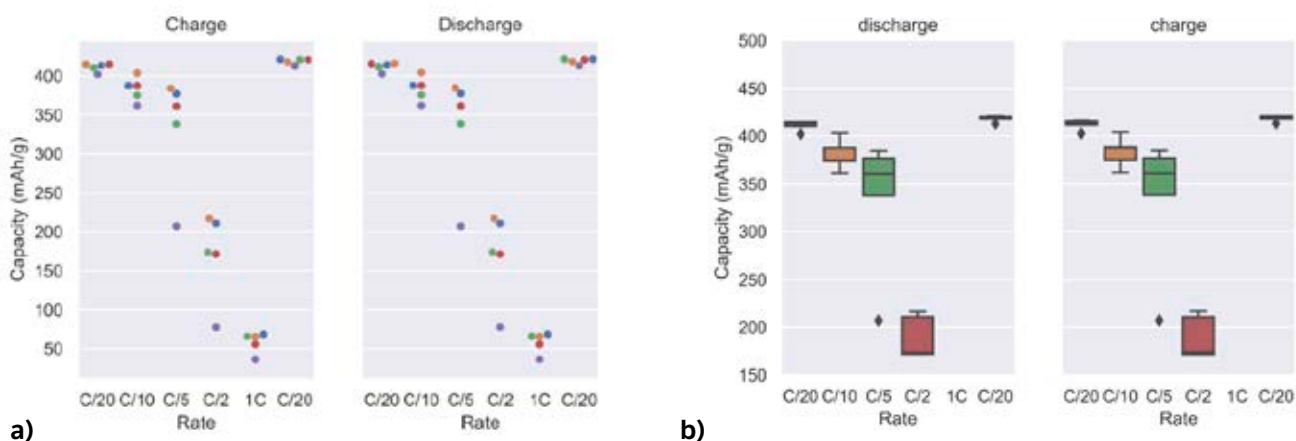 Charge
Discharge
Capacity (mAh/g)
400
350
300
250
200
150
100
50
C/20 C/10 C/5 C/2 1C C/20
Rate
C/20 C/10 C/5 C/2 1C C/20
Rate
a)
discharge
charge
Capacity (mAh/g)
500
450
400
350
300
250
200
150
C/20 C/10 C/5 C/2 1C C/20
Rate
C/20 C/10 C/5 C/2 1C C/20
Rate
b)